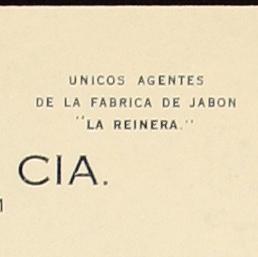 UNICOS AGENTES
DE LA FABRICA DE JABON
"LA REINERA."
CIA.